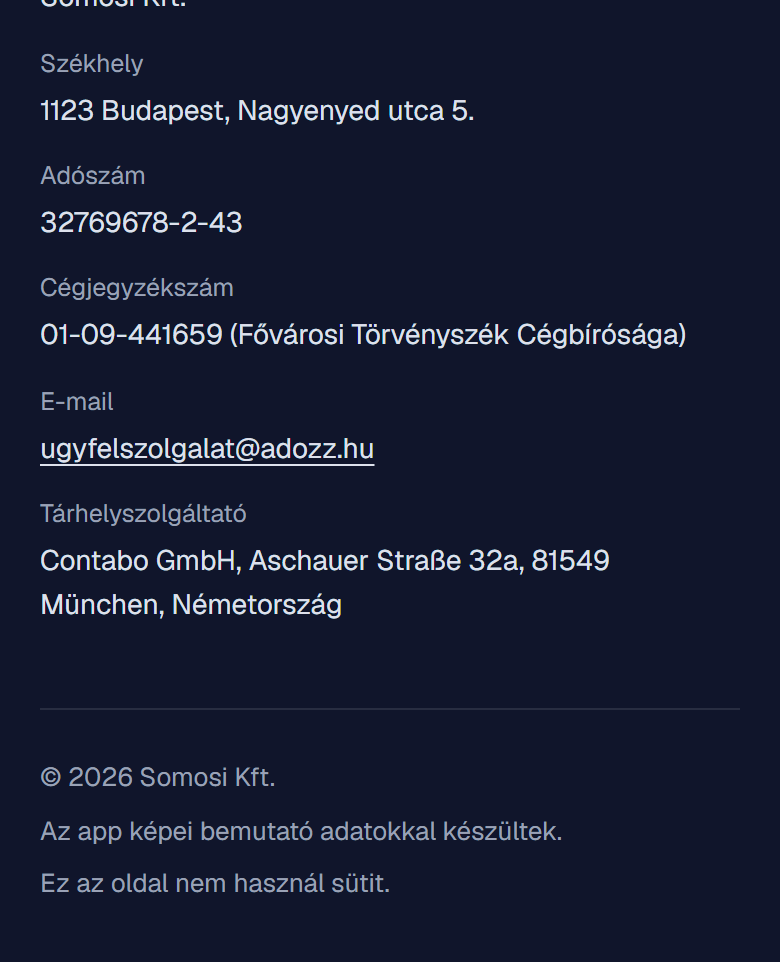 Somosi Kft.
Székhely
1123 Budapest, Nagyenyed utca 5.
Adószám
32769678-2-43
Cégjegyzékszám
01-09-441659 (Fővárosi Törvényszék Cégbírósága)
E-mail
ugyfelszolgalat@adozz.hu
Tárhelyszolgáltató
Contabo GmbH, Aschauer Straße 32a, 81549
München, Németország
© 2026 Somosi Kft.
Az app képei bemutató adatokkal készültek.
Ez az oldal nem használ sütit.